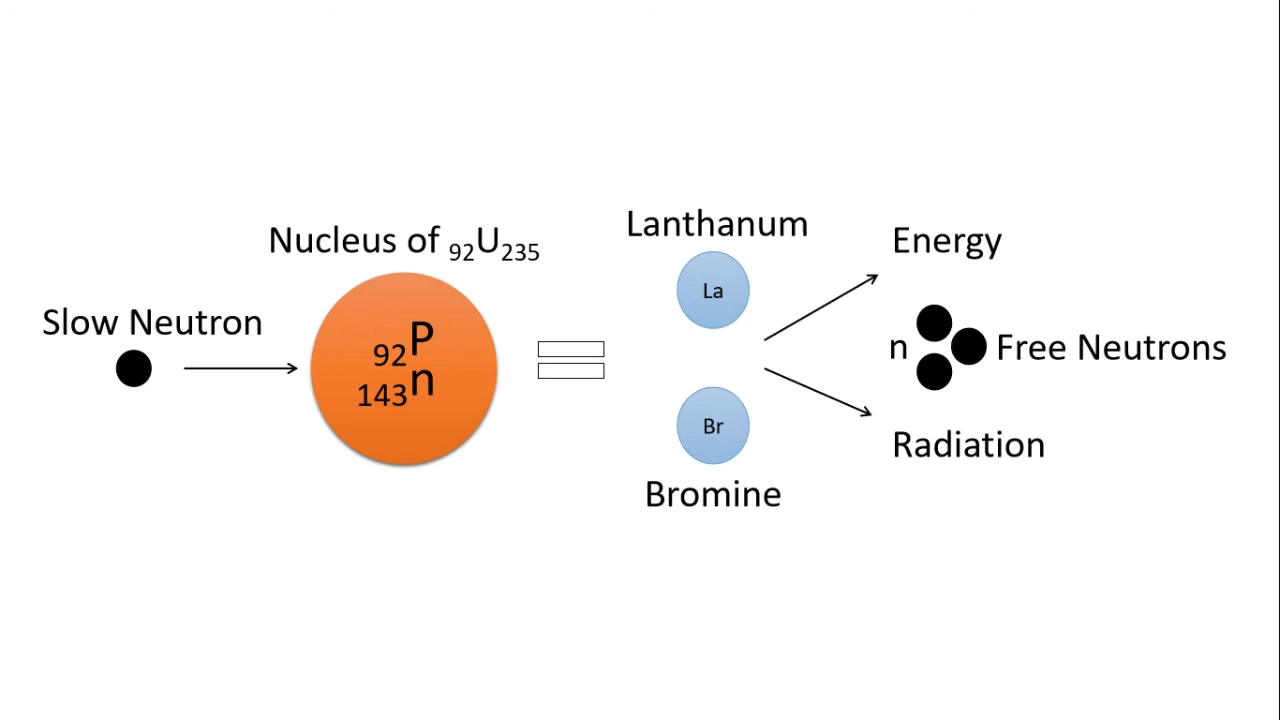 Slow Neutron
Nucleus of ₉₂U₂₃₅
₉₂P
₁₄₃n
Lanthanum
La
Br
Bromine
Energy
n Free Neutrons
Radiation